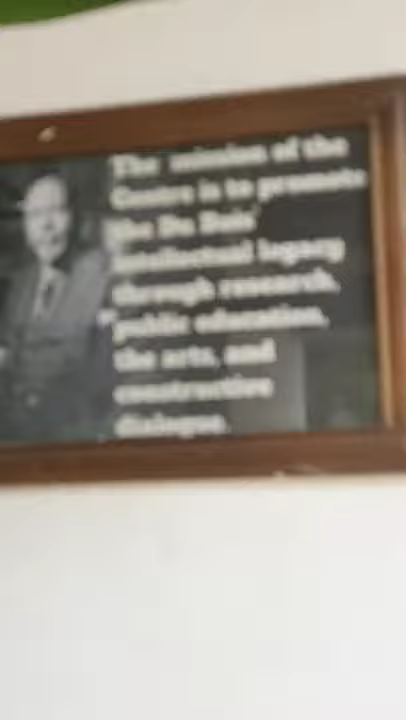 The mission of the
Centre is to promote
the Du Bois'
intellectual legacy
through research,
public education,
the arts, and
constructive
dialogue.